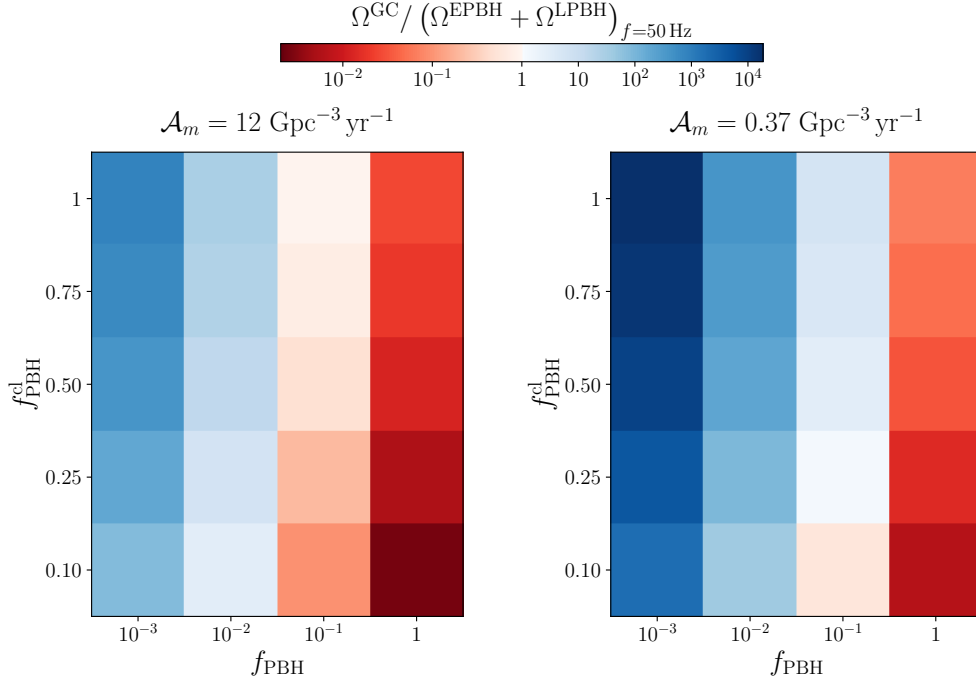 Ω^GC / (Ω^EPBH + Ω^LPBH)_{f=50 Hz}
10^−2 10^−1 1 10 10^2 10^3 10^4
𝒜_m = 12 Gpc^−3 yr^−1
1
0.75
0.50
0.25
0.10
f^cl_PBH
10^−3 10^−2 10^−1 1
f_PBH
𝒜_m = 0.37 Gpc^−3 yr^−1
1
0.75
0.50
0.25
0.10
f^cl_PBH
10^−3 10^−2 10^−1 1
f_PBH